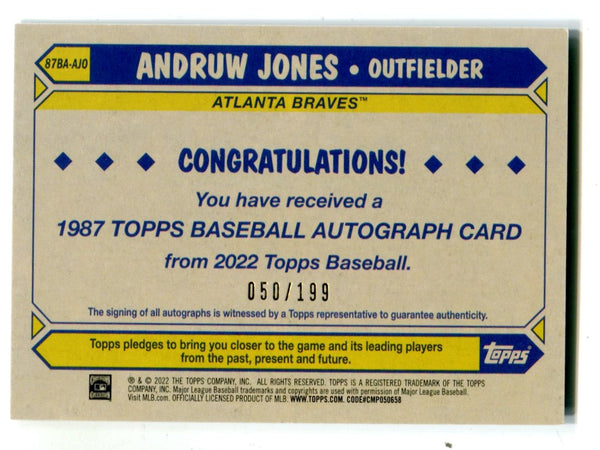 87BA-AJO
ANDRUW JONES • OUTFIELDER
ATLANTA BRAVES™
CONGRATULATIONS!
You have received a
1987 TOPPS BASEBALL AUTOGRAPH CARD
from 2022 Topps Baseball.
050/199
The signing of all autographs is witnessed by a Topps representative to guarantee authenticity.
Topps pledges to bring you closer to the game and its leading players
from the past, present and future.
topps
® & © 2022 THE TOPPS COMPANY, INC. ALL RIGHTS RESERVED. TOPPS IS A REGISTERED TRADEMARK OF THE TOPPS
COMPANY, INC. Major League Baseball trademarks and copyrights are used with permission of Major League Baseball.
Visit MLB.com. OFFICIALLY LICENSED PRODUCT OF MLB. WWW.TOPPS.COM. CODE#CMP050658